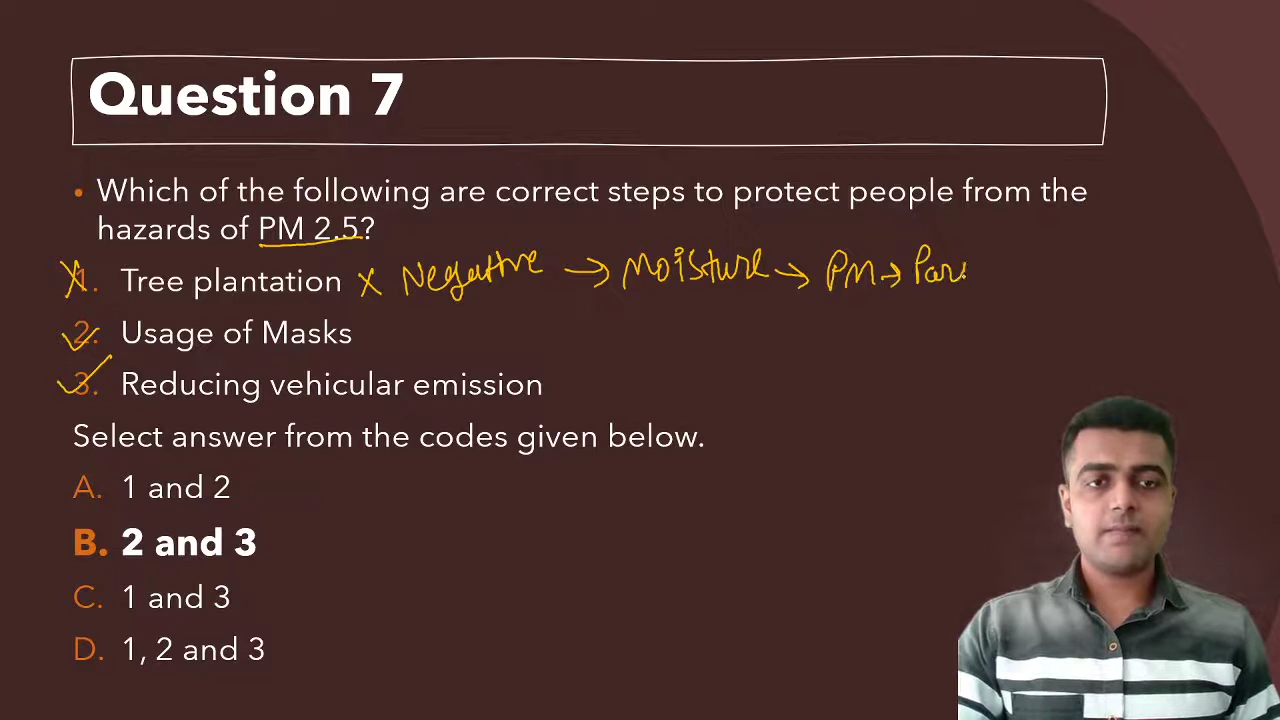 Question 7
• Which of the following are correct steps to protect people from the
hazards of PM 2.5?
1. Tree plantation x Negative → Moisture → PM → Par
2. Usage of Masks
3. Reducing vehicular emission
Select answer from the codes given below.
A. 1 and 2
B. 2 and 3
C. 1 and 3
D. 1, 2 and 3